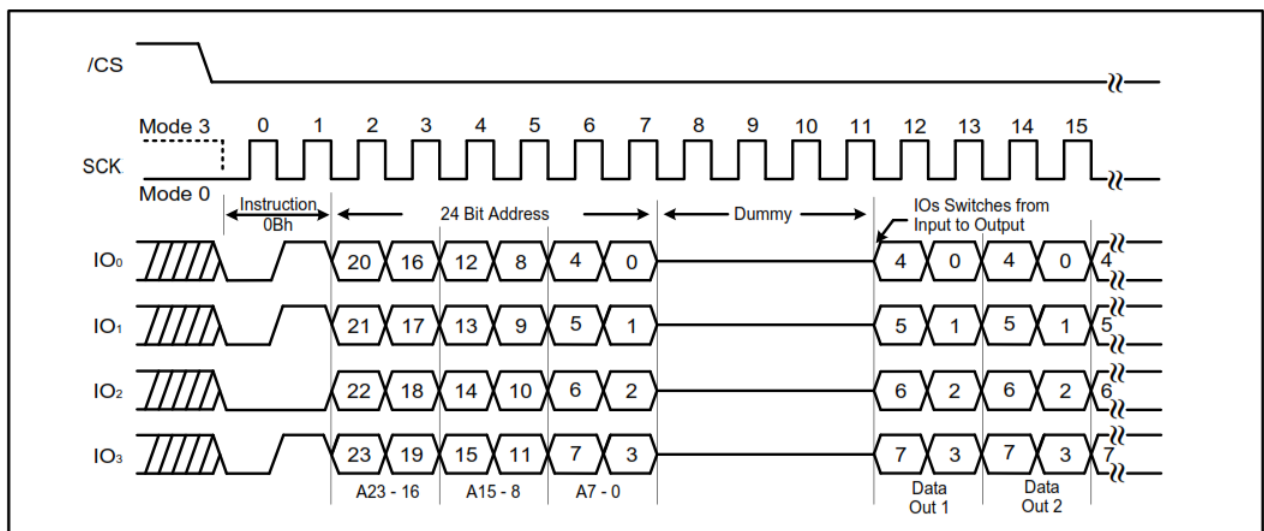 /CS
Mode 3 0 1 2 3 4 5 6 7 8 9 10 11 12 13 14 15
SCK
Mode 0
Instruction 24 Bit Address Dummy IOs Switches from
0Bh Input to Output
IO₀ 20 16 12 8 4 0 4 0 4 0 4
IO₁ 21 17 13 9 5 1 5 1 5 1 5
IO₂ 22 18 14 10 6 2 6 2 6 2 6
IO₃ 23 19 15 11 7 3 7 3 7 3 7
A23 - 16 A15 - 8 A7 - 0 Data Data
Out 1 Out 2